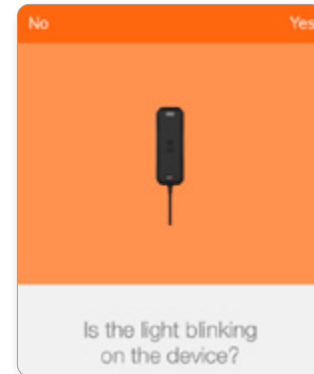 No Yes
Is the light blinking
on the device?